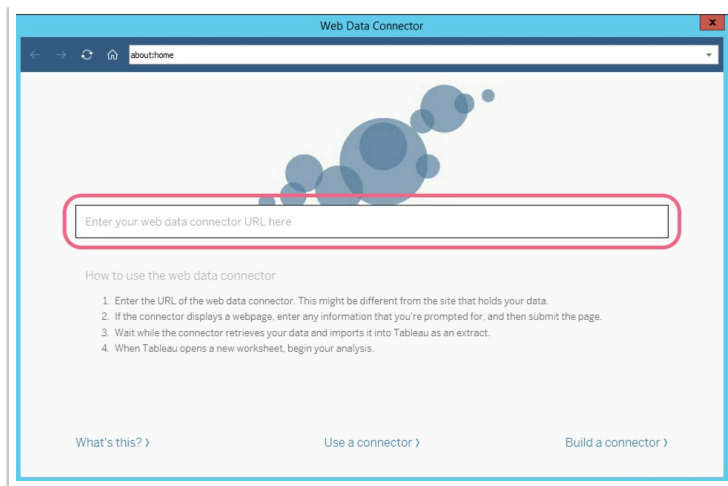 Web Data Connector
x
about:home
Enter your web data connector URL here
How to use the web data connector
1. Enter the URL of the web data connector. This might be different from the site that holds your data.
2. If the connector displays a webpage, enter any information that you're prompted for, and then submit the page.
3. Wait while the connector retrieves your data and imports it into Tableau as an extract.
4. When Tableau opens a new worksheet, begin your analysis.
What's this? › Use a connector › Build a connector ›